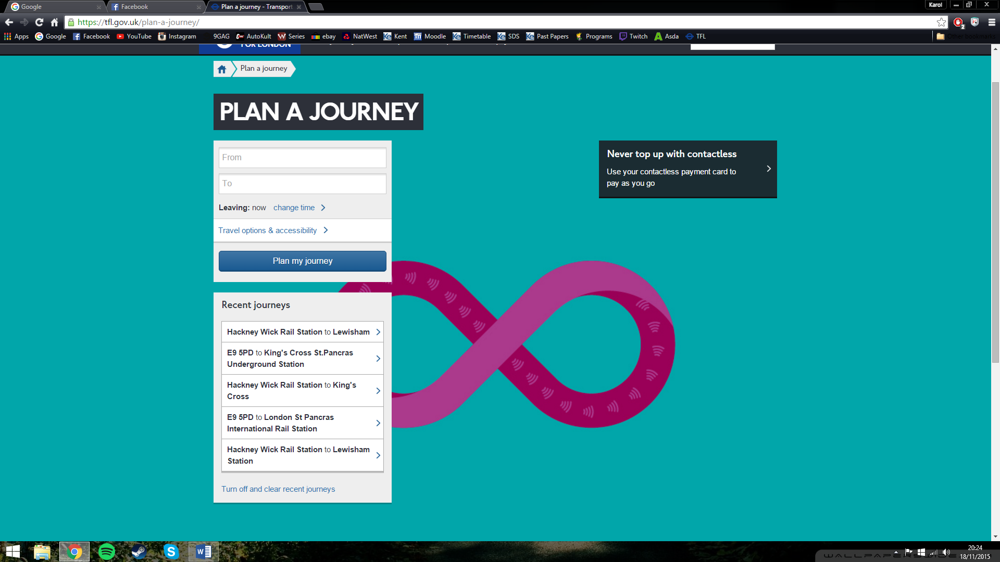 Google
Facebook
Plan a journey - Transport
Karol
https://tfl.gov.uk/plan-a-journey/
2
Apps Google Facebook YouTube Instagram 9GAG AutoKult Series ebay NatWest Kent Moodle Timetable SDS Past Papers Programs Twitch Asda TFL Other bookmarks
FOR LONDON
Plan a journey
PLAN A JOURNEY
From
To
Leaving: now change time
Travel options & accessibility
Plan my journey
Never top up with contactless
Use your contactless payment card to
pay as you go
Recent journeys
Hackney Wick Rail Station to Lewisham
E9 5PD to King's Cross St.Pancras
Underground Station
Hackney Wick Rail Station to King's
Cross
E9 5PD to London St Pancras
International Rail Station
Hackney Wick Rail Station to Lewisham
Station
Turn off and clear recent journeys
20:24
18/11/2015